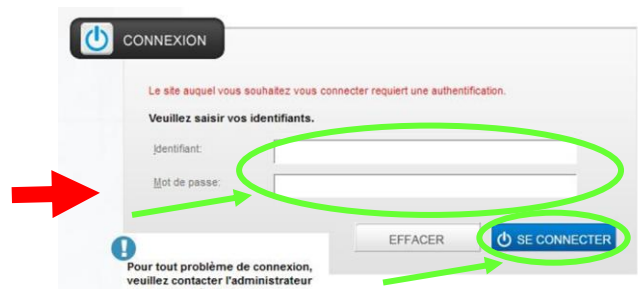 CONNEXION
Le site auquel vous souhaitez vous connecter requiert une authentification.
Veuillez saisir vos identifiants.
Identifiant:
Mot de passe:
EFFACER
SE CONNECTER
Pour tout problème de connexion,
veuillez contacter l'administrateur